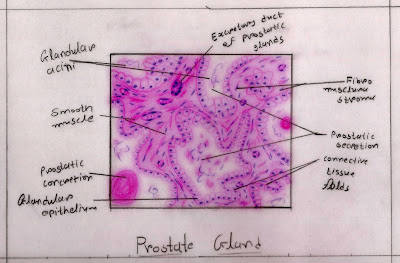 Excretory duct
of prostatic
glands
Glandular
acini
Fibro
muscular
stroma
Smooth
muscle
Prostatic
secretion
Prostatic
concretion
connective
tissue
folds
Glandular
epithelium
Prostate Gland